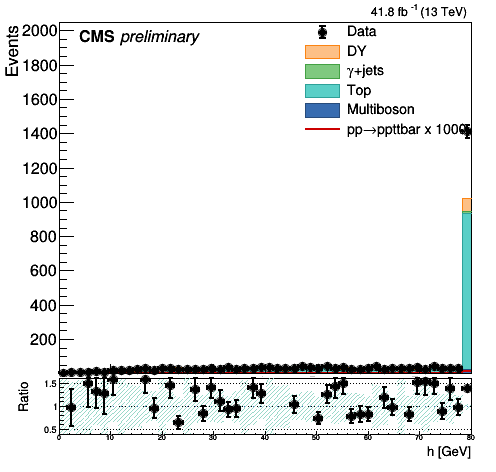 41.8 fb⁻¹ (13 TeV)
CMS preliminary
Data
DY
γ+jets
Top
Multiboson
pp→ppttbar x 1000
Events
2000
1800
1600
1400
1200
1000
800
600
400
200
Ratio
1.5
1
0.5
0 10 20 30 40 50 60 70 80
h [GeV]